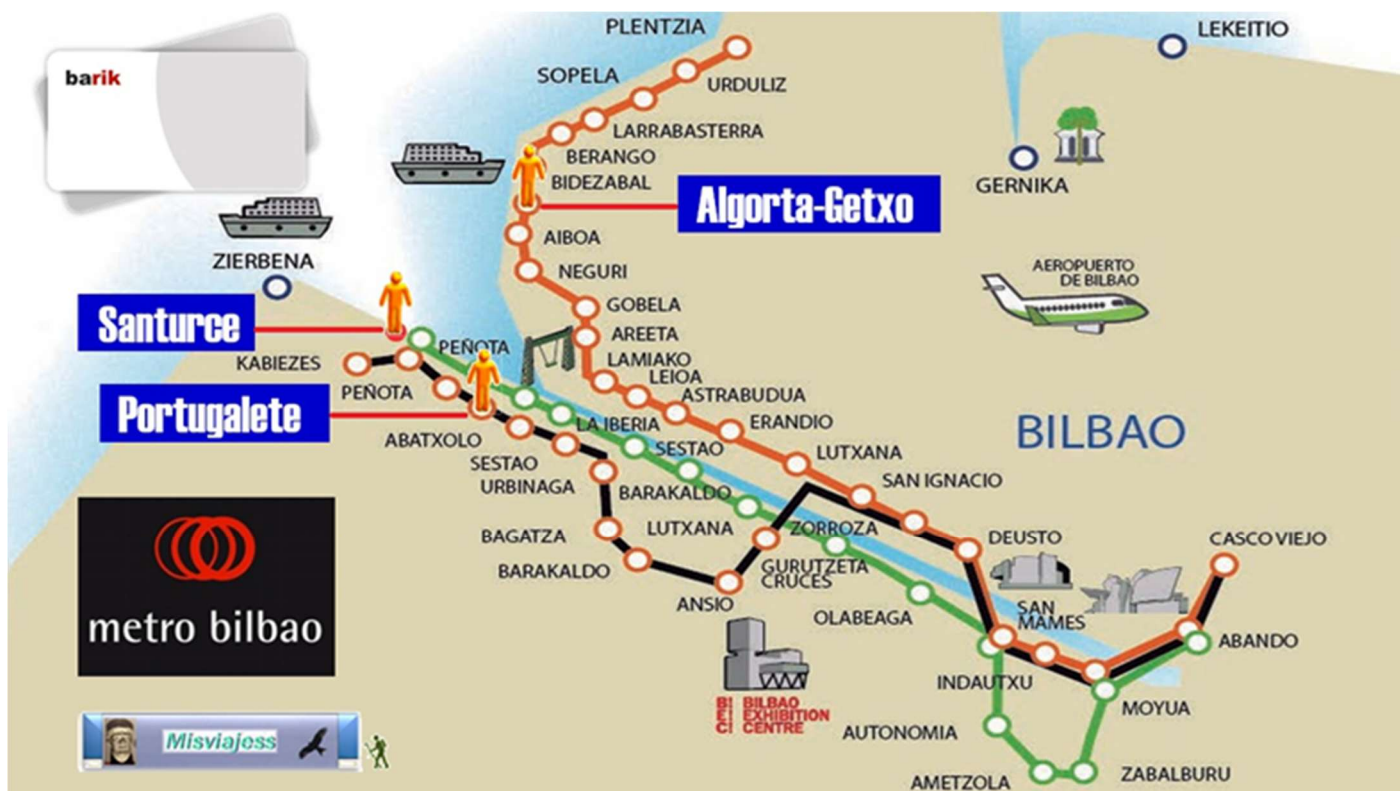 barik
PLENTZIA
LEKEITIO
SOPELA
URDULIZ
LARRABASTERRA
BERANGO
BIDEZABAL
GERNIKA
Algorta-Getxo
AIBOA
ZIERBENA
NEGURI
AEROPUERTO
DE BILBAO
GOBELA
Santurce
AREETA
PEÑOTA
KABIEZES
LAMIAKO
LEIOA
PEÑOTA
ASTRABUDUA
Portugalete
ERANDIO
LA IBERIA
BILBAO
ABATXOLO
SESTAO
LUTXANA
SESTAO
URBINAGA
SAN IGNACIO
BARAKALDO
LUTXANA
ZORROZA
BAGATZA
DEUSTO
CASCO VIEJO
GURUTZETA
CRUCES
BARAKALDO
ANSIO
OLABEAGA
SAN
MAMES
metro bilbao
ABANDO
INDAUTXU
MOYUA
B! BILBAO
E! EXHIBITION
C! CENTRE
AUTONOMIA
Misviajess
AMETZOLA
ZABALBURU